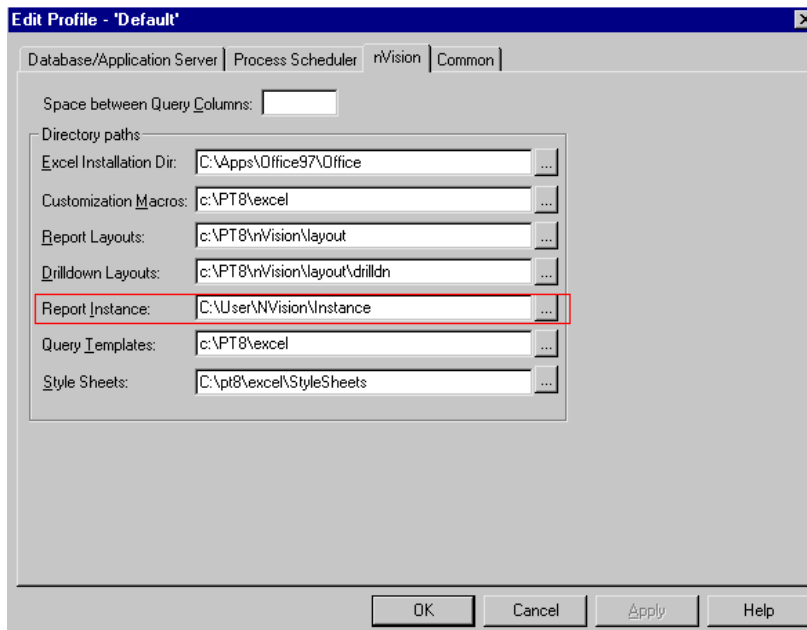 Edit Profile - 'Default'
Database/Application Server Process Scheduler nVision Common
Space between Query Columns:
Directory paths
Excel Installation Dir: C:\Apps\Office97\Office ...
Customization Macros: c:\PT8\excel ...
Report Layouts: c:\PT8\nVision\layout ...
Drilldown Layouts: c:\PT8\nVision\layout\drilldn ...
Report Instance: C:\User\NVision\Instance ...
Query Templates: c:\PT8\excel ...
Style Sheets: C:\pt8\excel\StyleSheets ...
OK Cancel Apply Help